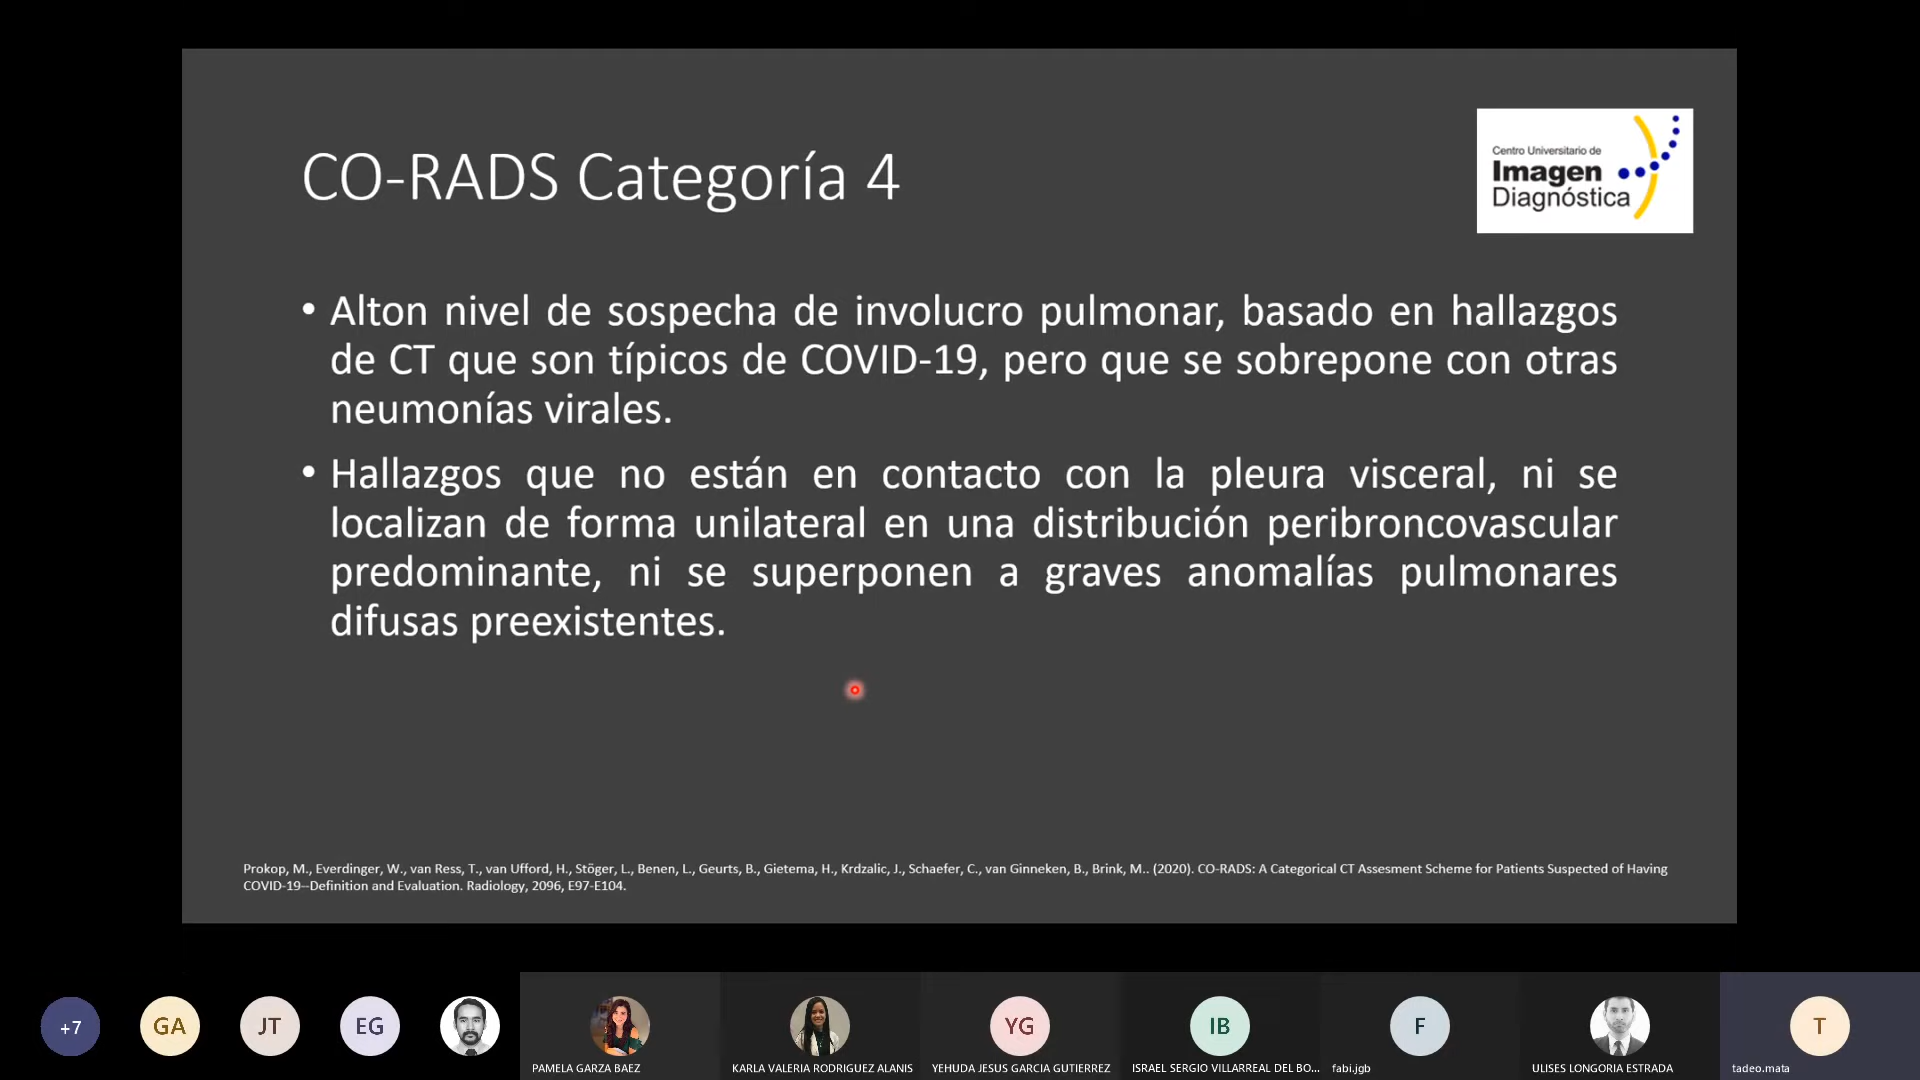 CO-RADS Categoría 4
Centro Universitario de
Imagen
Diagnóstica
• Alton nivel de sospecha de involucro pulmonar, basado en hallazgos
de CT que son típicos de COVID-19, pero que se sobrepone con otras
neumonías virales.
• Hallazgos que no están en contacto con la pleura visceral, ni se
localizan de forma unilateral en una distribución peribroncovascular
predominante, ni se superponen a graves anomalías pulmonares
difusas preexistentes.
Prokop, M., Everdinger, W., van Ress, T., van Ufford, H., Stöger, L., Benen, L., Geurts, B., Gietema, H., Krdzalic, J., Schaefer, C., van Ginneken, B., Brink, M.. (2020). CO-RADS: A Categorical CT Assesment Scheme for Patients Suspected of Having
COVID-19--Definition and Evaluation. Radiology, 2096, E97-E104.
+7
GA
JT
EG
YG
IB
F
T
PAMELA GARZA BAEZ
KARLA VALERIA RODRIGUEZ ALANIS
YEHUDA JESUS GARCIA GUTIERREZ
ISRAEL SERGIO VILLARREAL DEL BO...
fabi.jgb
ULISES LONGORIA ESTRADA
tadeo.mata